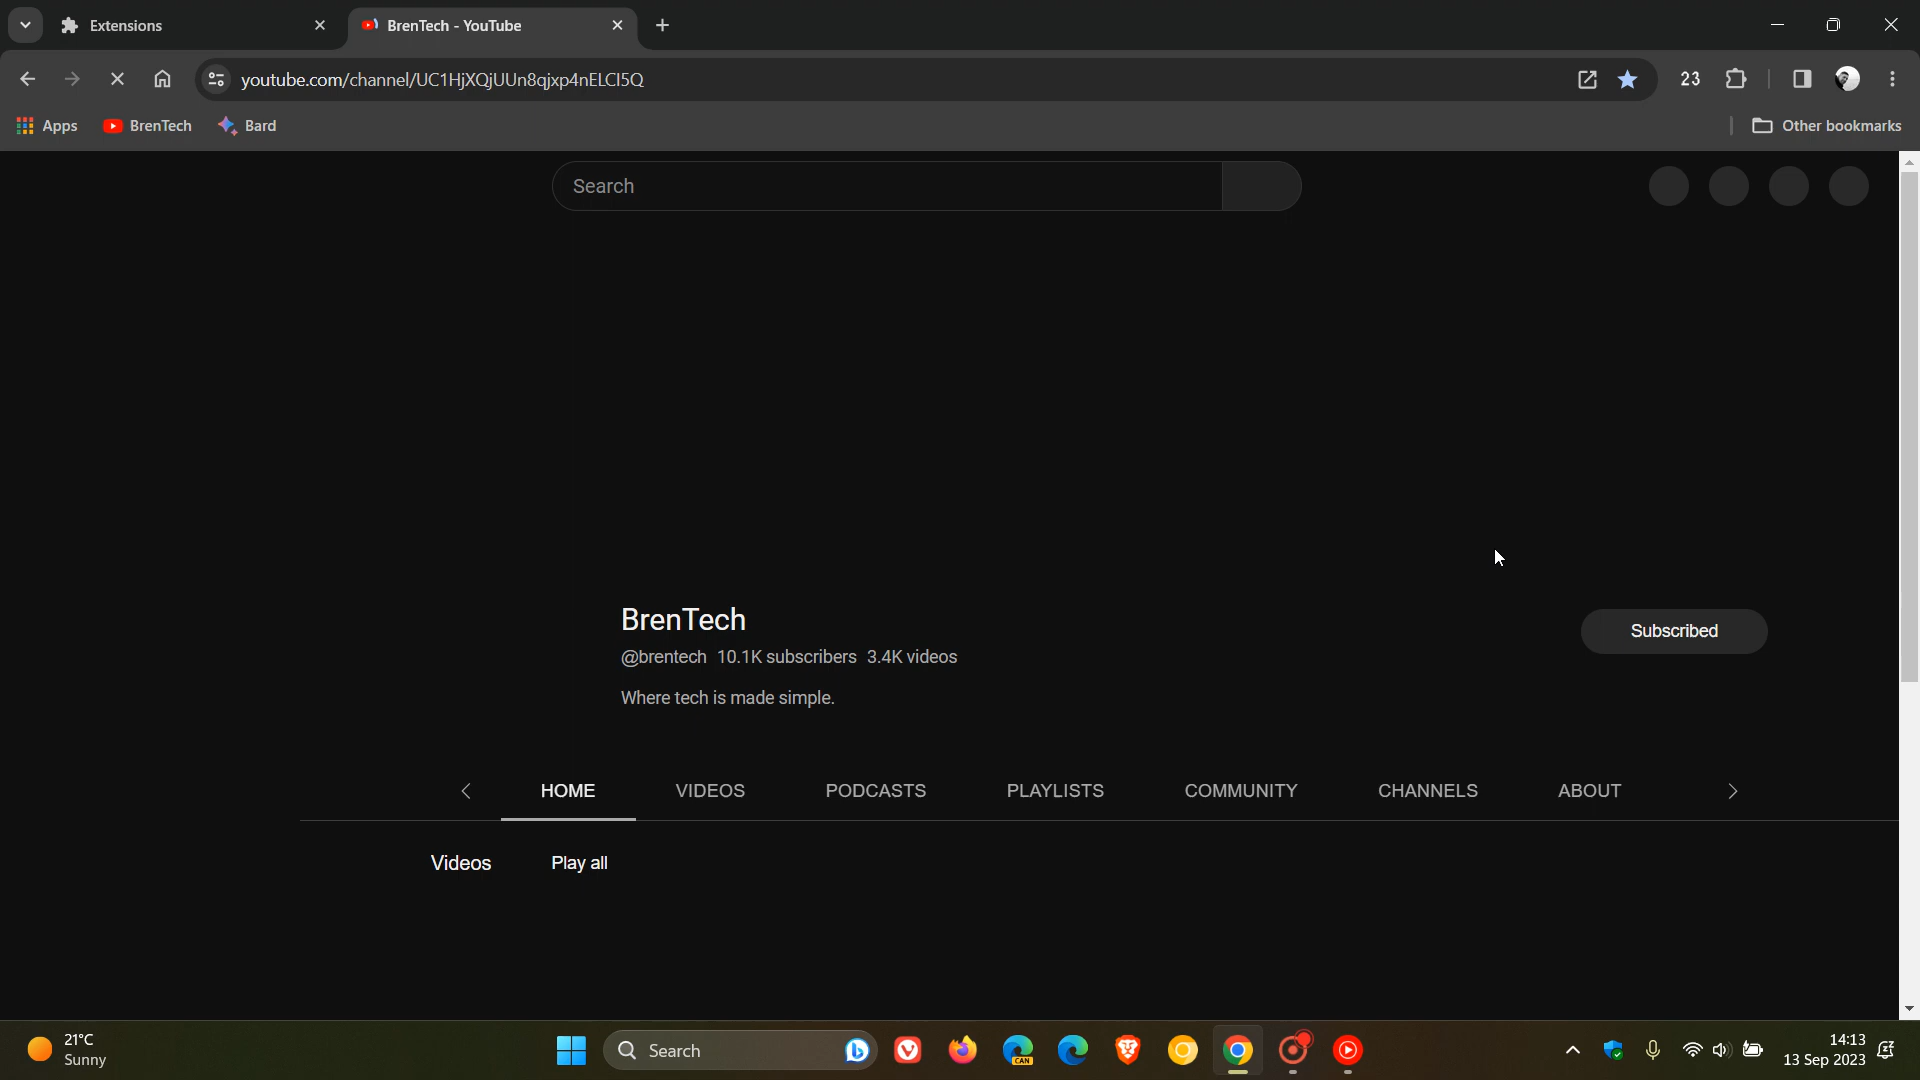 Extensions
BrenTech - YouTube
youtube.com/channel/UC1HjXQjUUn8qjxp4nELCI5Q
23
Apps
BrenTech
Bard
Other bookmarks
Search
BrenTech
@brentech 10.1K subscribers 3.4K videos
Subscribed
Where tech is made simple.
HOME
VIDEOS
PODCASTS
PLAYLISTS
COMMUNITY
CHANNELS
ABOUT
Videos
Play all
21°C
Sunny
Search
CAN
14:13
13 Sep 2023